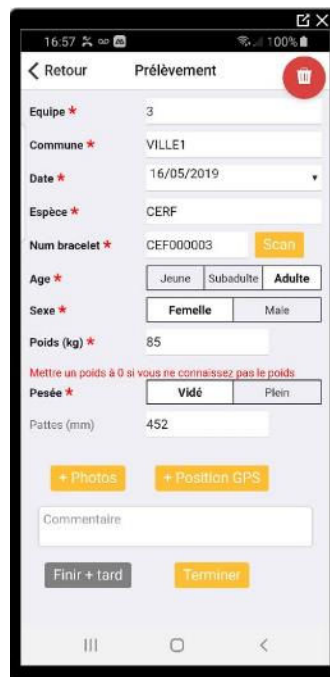 16:57 100%
Retour Prélèvement
Equipe * 3
Commune * VILLE1
Date * 16/05/2019
Espèce * CERF
Num bracelet * CEF000003 Scan
Age * Jeune Subadulte Adulte
Sexe * Femelle Male
Poids (kg) * 85
Mettre un poids à 0 si vous ne connaissez pas le poids
Pesée * Vidé Plein
Pattes (mm) 452
+ Photos + Position GPS
Commentaire
Finir + tard Terminer